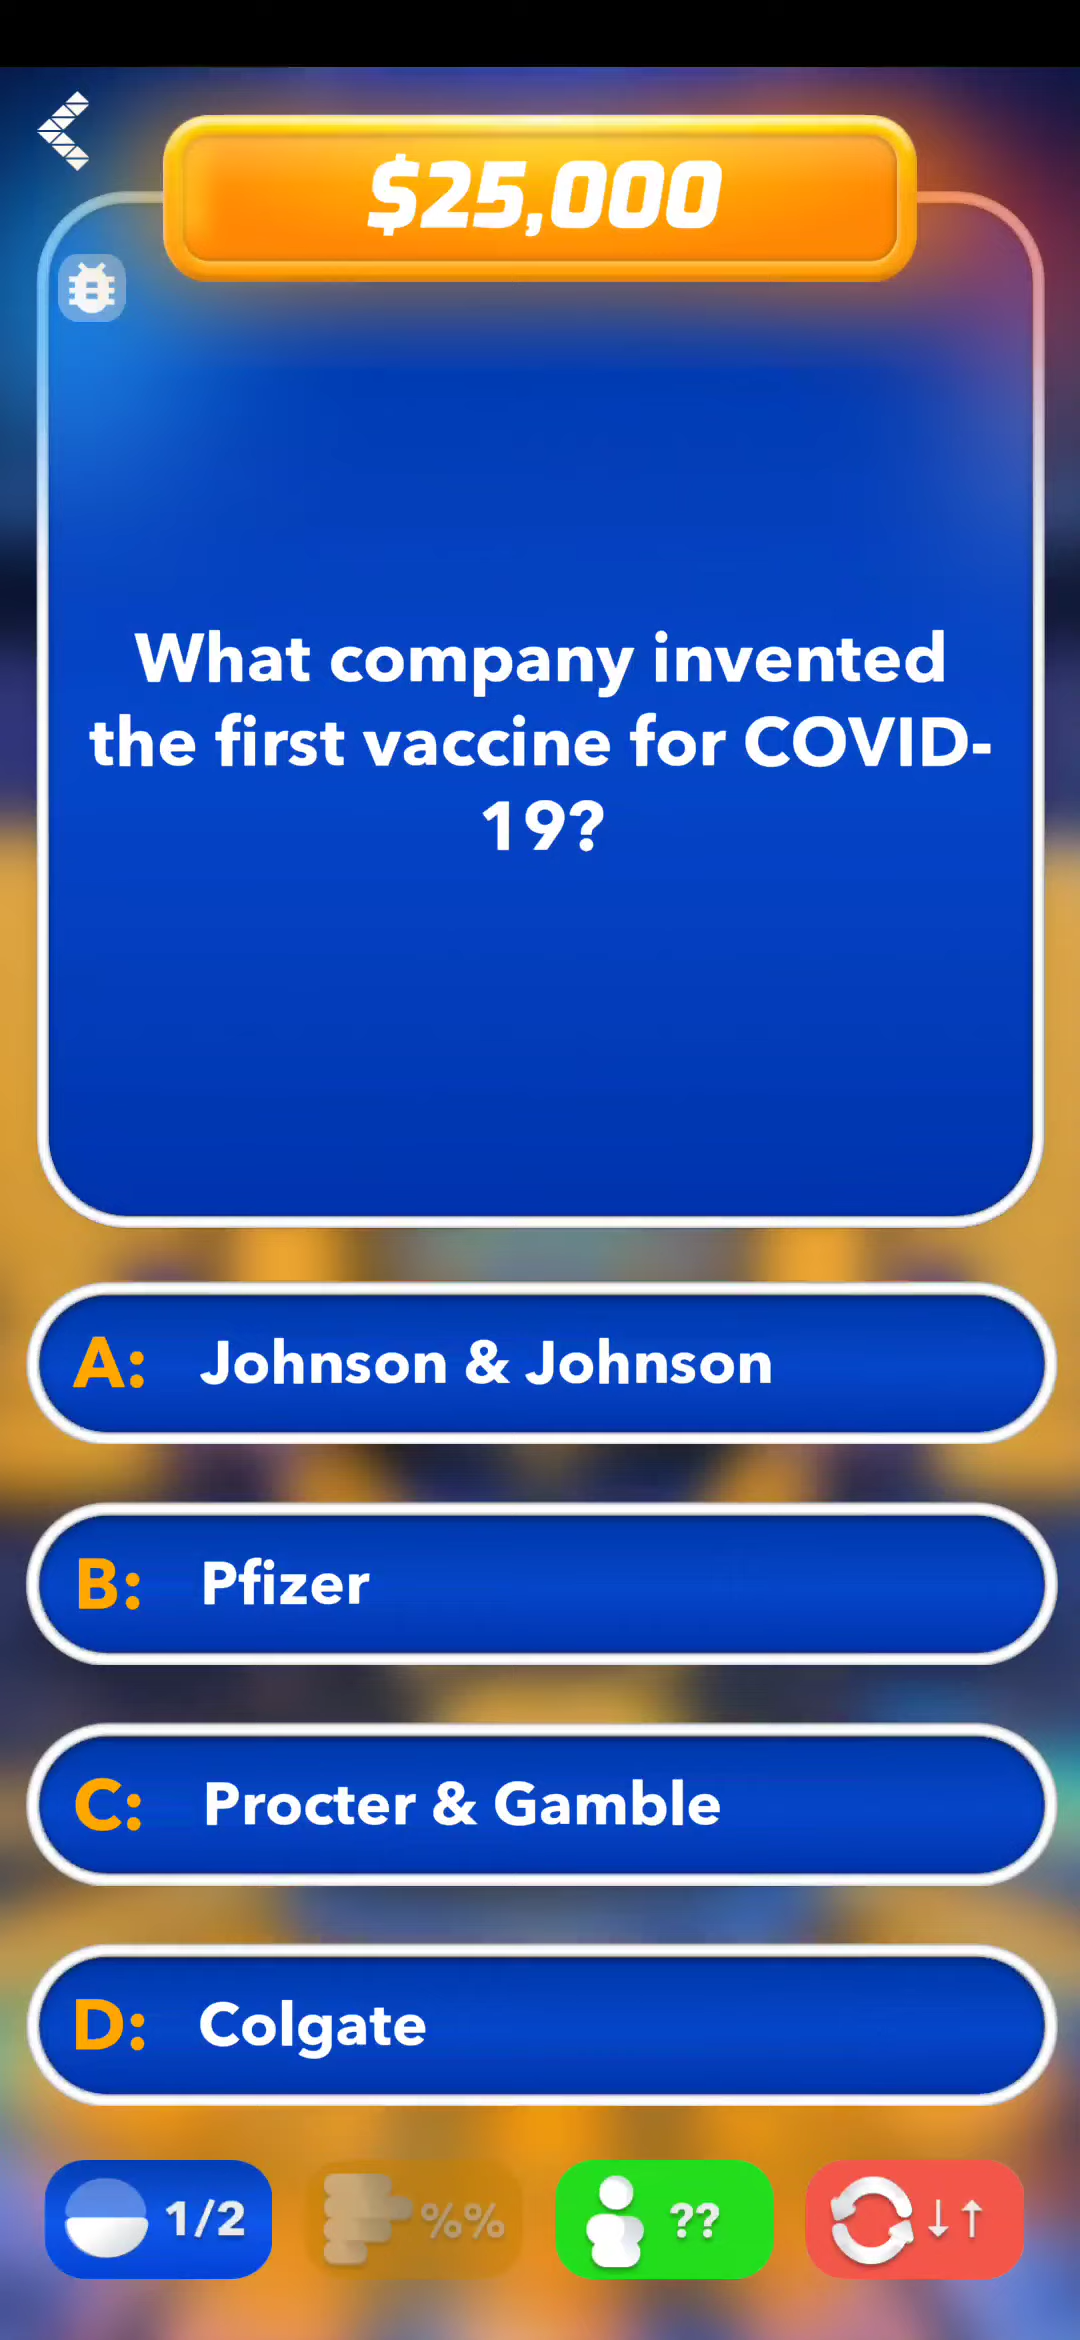 $25,000
What company invented
the first vaccine for COVID-
19?
A: Johnson & Johnson
B: Pfizer
C: Procter & Gamble
D: Colgate
1/2 %% ?? ↓↑